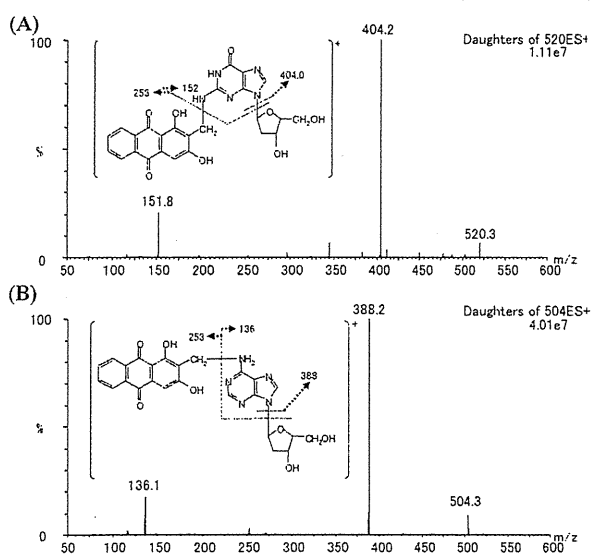 (A)
Daughters of 520ES+
1.11e7
100
%
0
404.2
151.8
520.3
+
O
HN
N
N
N
N
HN
253
152
404.0
O
OH
CH2
OH
O
O
CH2OH
OH
50 100 150 200 250 300 350 400 450 500 550 600 m/z
(B)
Daughters of 504ES+
4.01e7
100
%
0
388.2
136.1
504.3
+
253
136
O
OH
CH2
NH2
OH
O
N
N
N
N
388
O
CH2OH
OH
50 100 150 200 250 300 350 400 450 500 550 600 m/z